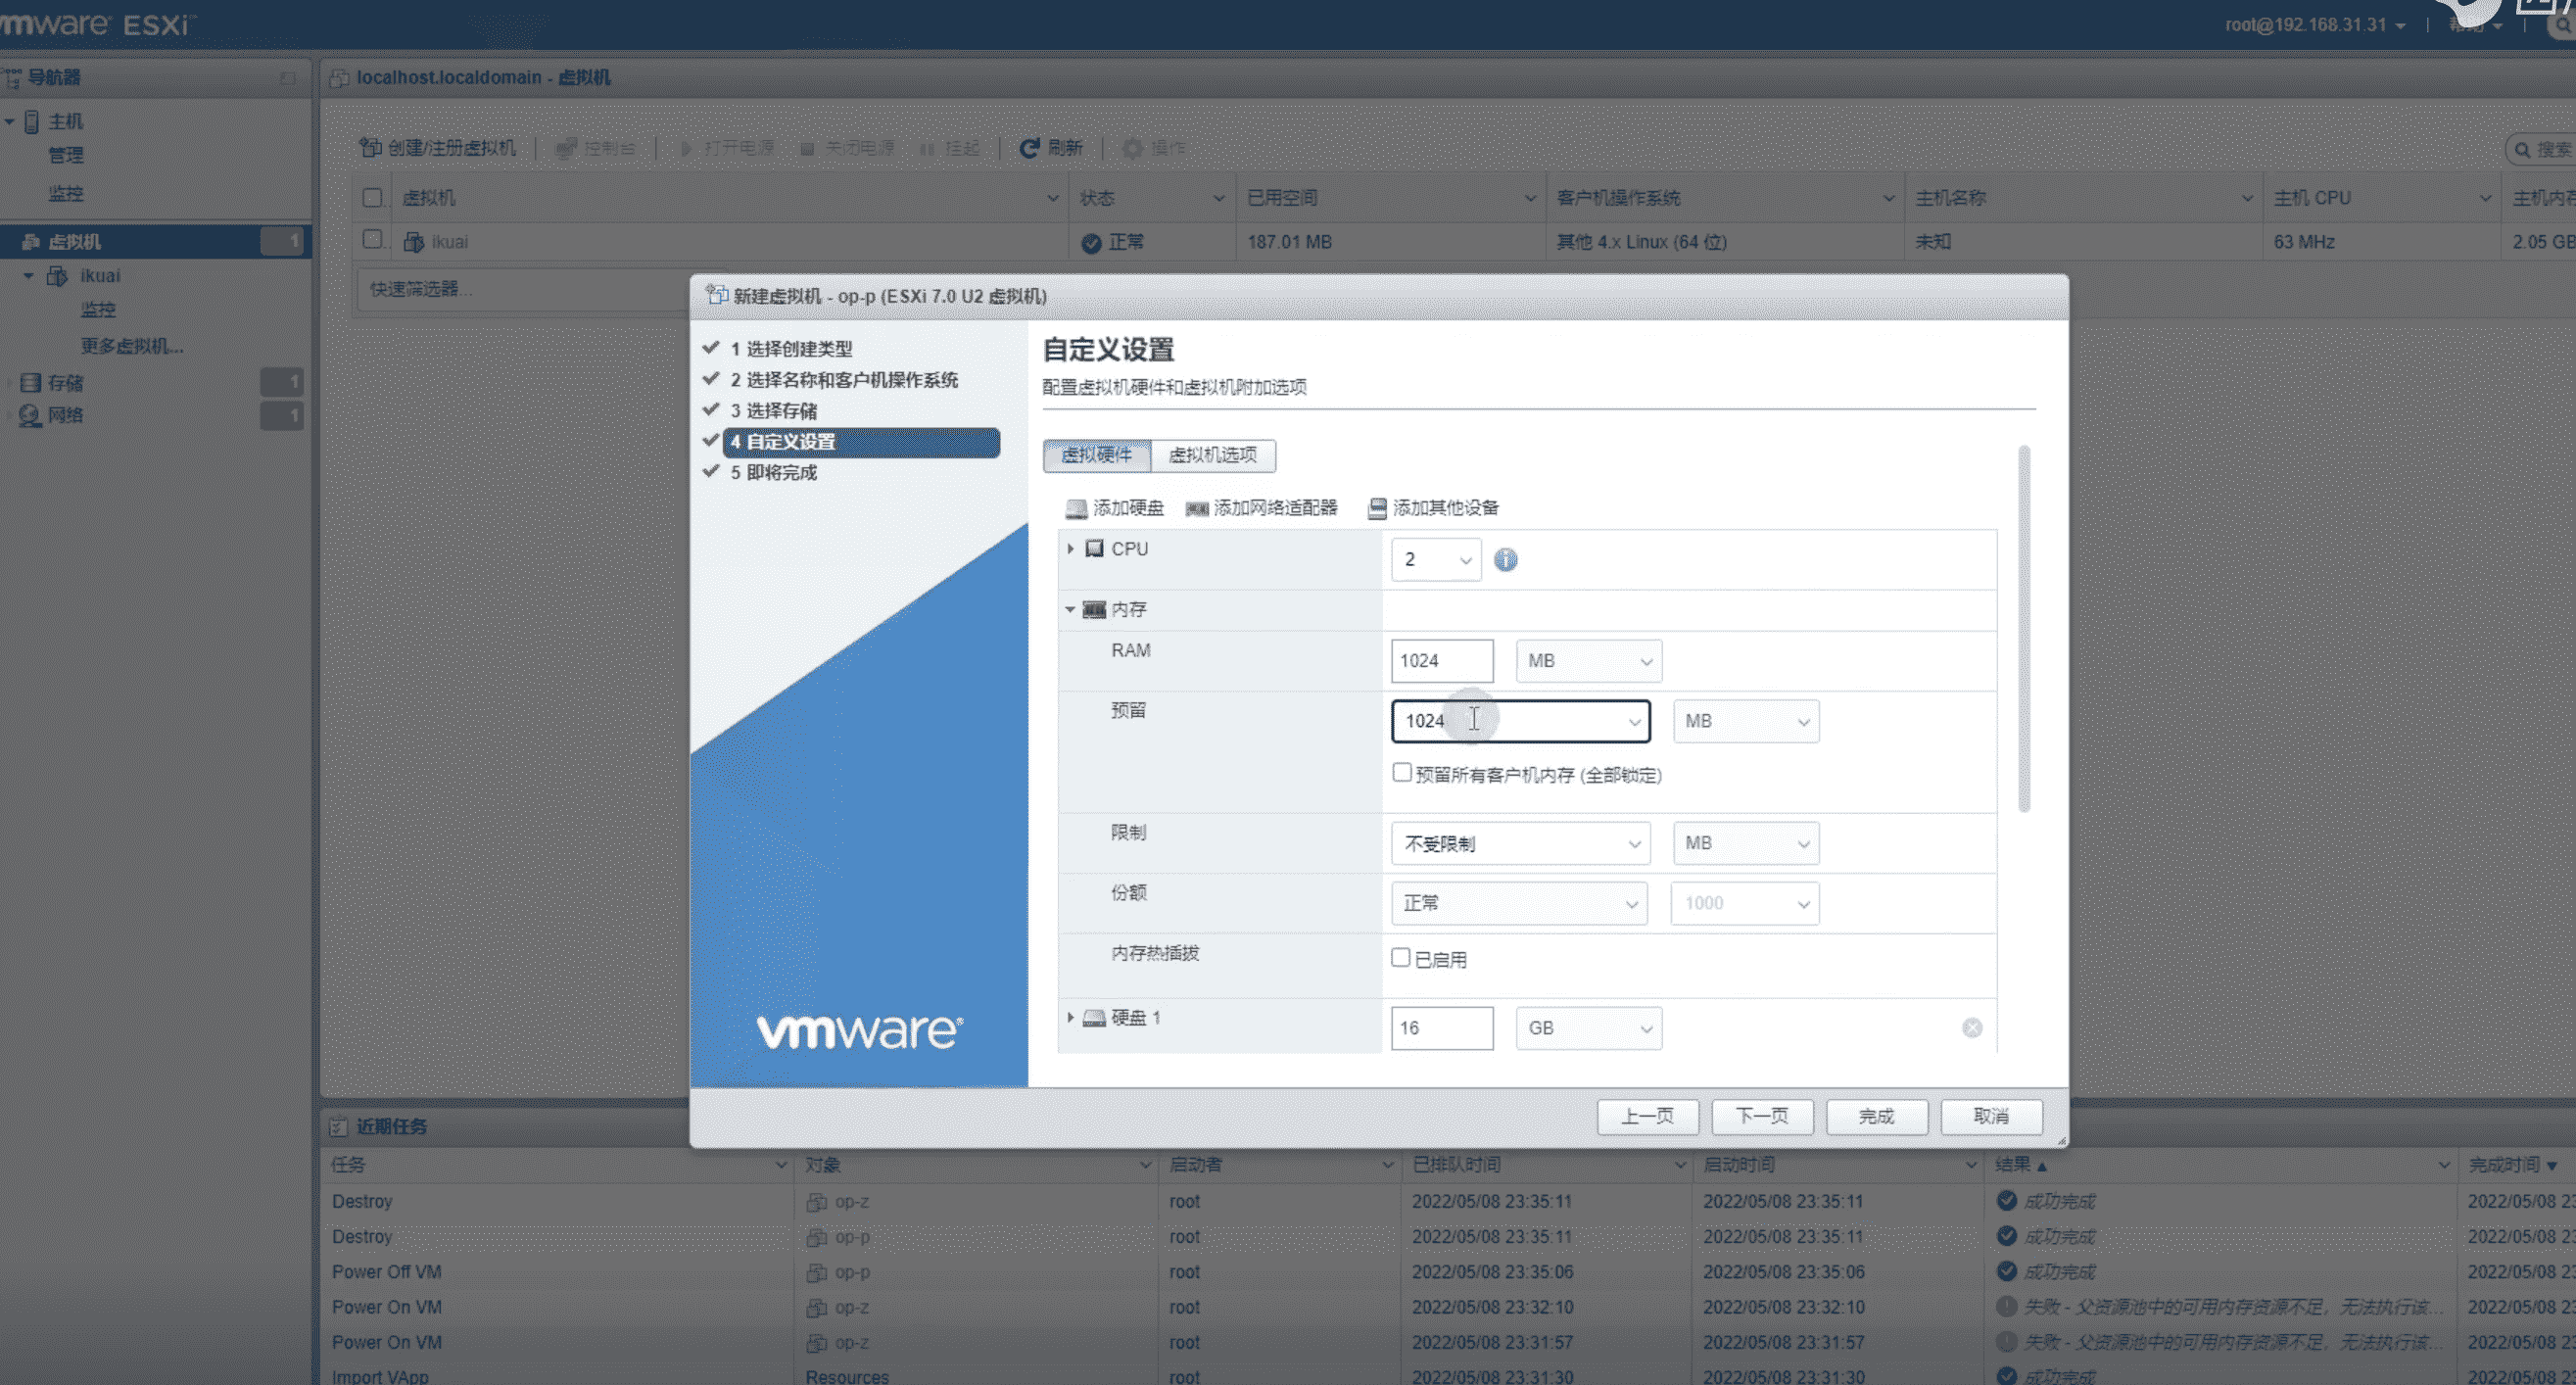 vmware ESXi™
root@192.168.31.31
帮助
导航器
localhost.localdomain - 虚拟机
主机
管理
监控
虚拟机 1
ikuai
监控
更多虚拟机...
存储 1
网络 1
创建/注册虚拟机 控制台 打开电源 关闭电源 挂起 刷新 操作
搜索
虚拟机 状态 已用空间 客户机操作系统 主机名称 主机 CPU 主机内存
ikuai 正常 187.01 MB 其他 4.x Linux (64 位) 未知 63 MHz 2.05 GB
快速筛选器...
新建虚拟机 - op-p (ESXi 7.0 U2 虚拟机)
1 选择创建类型
2 选择名称和客户机操作系统
3 选择存储
4 自定义设置
5 即将完成
vmware®
自定义设置
配置虚拟机硬件和虚拟机附加选项
虚拟硬件 虚拟机选项
添加硬盘 添加网络适配器 添加其他设备
CPU 2
内存
RAM 1024 MB
预留 1024 MB
预留所有客户机内存 (全部锁定)
限制 不受限制 MB
份额 正常 1000
内存热插拔 已启用
硬盘 1 16 GB
上一页 下一页 完成 取消
近期任务
任务 对象 启动者 已排队时间 启动时间 结果▲ 完成时间▼
Destroy op-z root 2022/05/08 23:35:11 2022/05/08 23:35:11 成功完成 2022/05/08 23
Destroy op-p root 2022/05/08 23:35:11 2022/05/08 23:35:11 成功完成 2022/05/08 23
Power Off VM op-p root 2022/05/08 23:35:06 2022/05/08 23:35:06 成功完成 2022/05/08 23
Power On VM op-z root 2022/05/08 23:32:10 2022/05/08 23:32:10 失败 - 父资源池中的可用内存资源不足，无法执行该... 2022/05/08 23
Power On VM op-z root 2022/05/08 23:31:57 2022/05/08 23:31:57 失败 - 父资源池中的可用内存资源不足，无法执行该... 2022/05/08 23
Import VApp Resources root 2022/05/08 23:31:30 2022/05/08 23:31:30 成功完成 2022/05/08 23